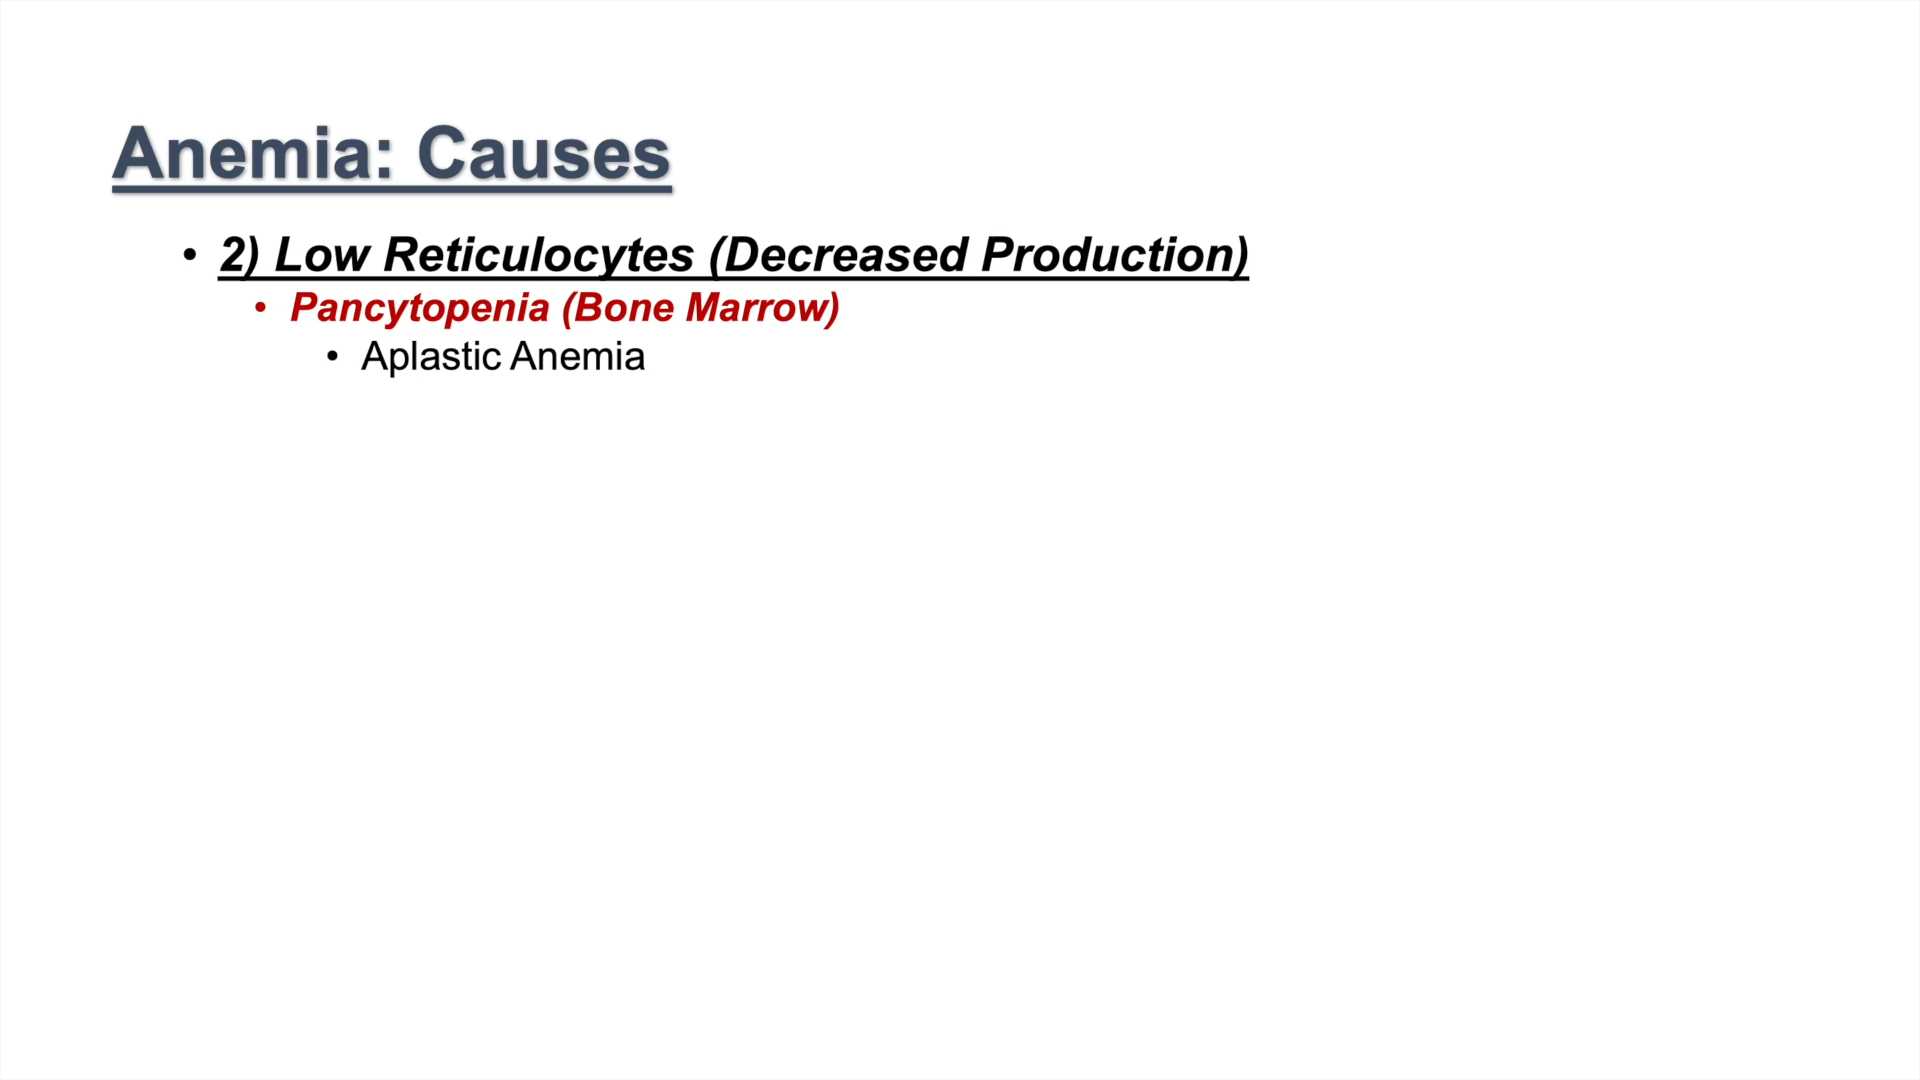 Anemia: Causes
• 2) Low Reticulocytes (Decreased Production)
• Pancytopenia (Bone Marrow)
• Aplastic Anemia